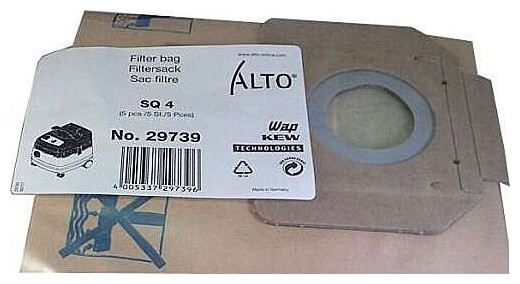 www.alto-online.com
Filter bag
Filtersack
Sac filtre
ALTO®
SQ 4
(5 pcs /5 St./5 Pces)
No. 29739
Wap
KEW
TECHNOLOGIES
4 005337 297396
Made in Germany